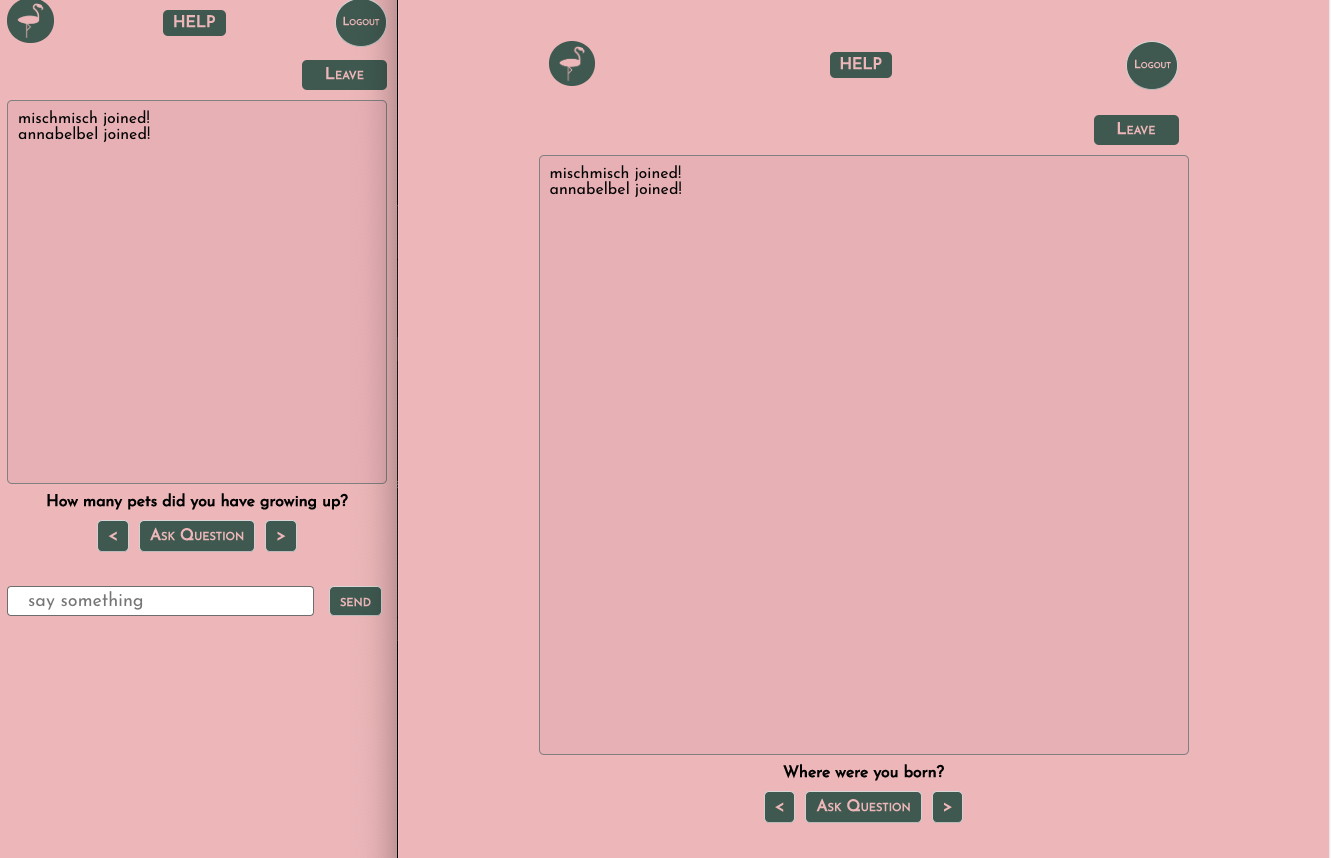 HELP
Logout
Leave
mischmisch joined!
annabelbel joined!
How many pets did you have growing up?
< Ask Question >
say something
SEND
HELP
Logout
Leave
mischmisch joined!
annabelbel joined!
Where were you born?
< Ask Question >